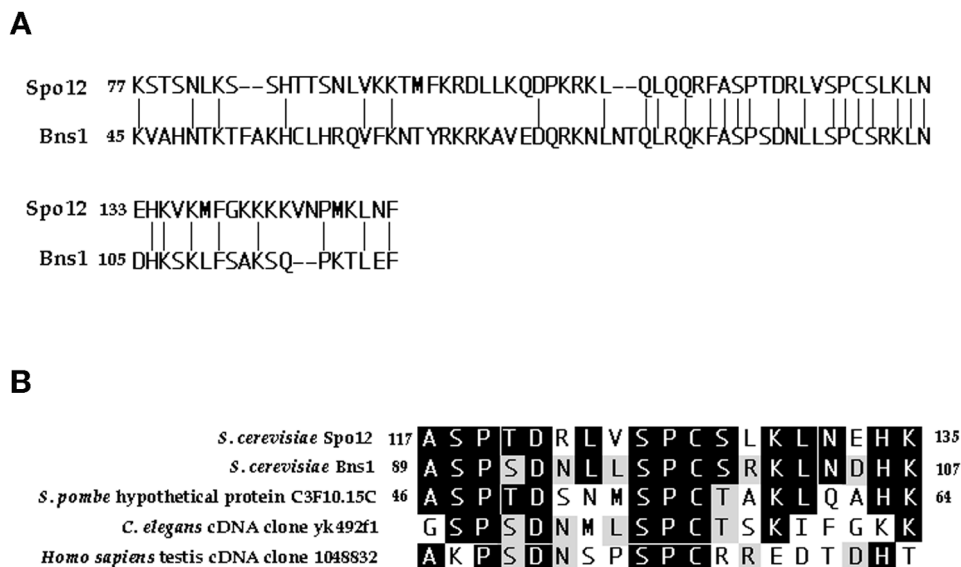 A
Spo12 77 KSTSNLKS--SHTTSNLVKKTMFKRDLLKQDPKRKL--QLQQRFASPTDRLVSPCSLKLN
Bns1 45 KVAHNTKTFAKHCLHRQVFKNTYRKRKAVEDQRKNLNTQLRQKFASPSDNLLSPCSRKLN
Spo12 133 EHKVKMFGKKKKVNPMKLNF
Bns1 105 DHKSKLFSAKSQ--PKTLEF
B
S. cerevisiae Spo12 117 A S P T D R L V S P C S L K L N E H K 135
S. cerevisiae Bns1 89 A S P S D N L L S P C S R K L N D H K 107
S. pombe hypothetical protein C3F10.15C 46 A S P T D S N M S P C T A K L Q A H K 64
C. elegans cDNA clone yk492f1 G S P S D N M L S P C T S K I F G K K
Homo sapiens testis cDNA clone 1048832 A K P S D N S P S P C R R E D T D H T